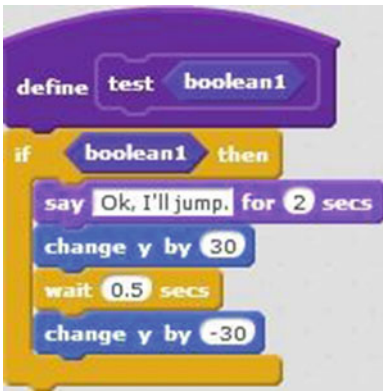 define test boolean1
if boolean1 then
say Ok, I'll jump. for 2 secs
change y by 30
wait 0.5 secs
change y by -30